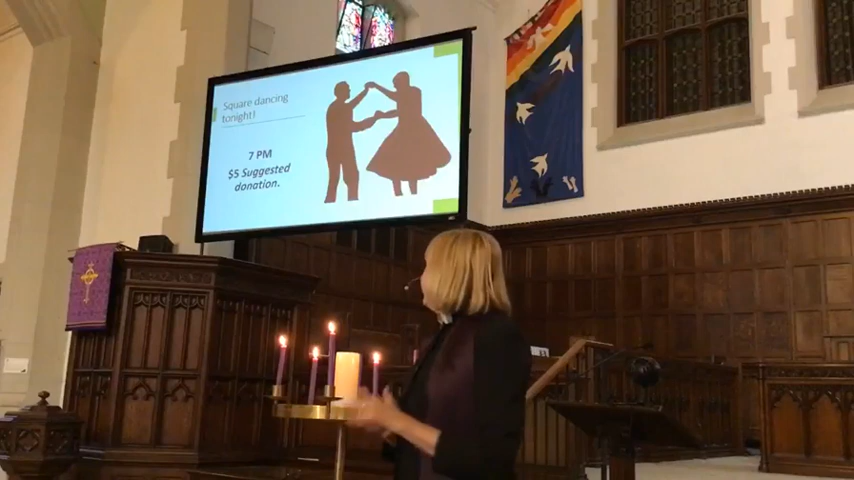 Square dancing
tonight!
7 PM
$5 Suggested
donation.